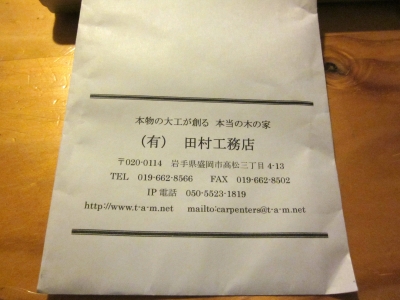 本物の大工が創る 本当の木の家
(有) 田村工務店
〒020-0114 岩手県盛岡市高松三丁目4-13
TEL 019-662-8566 FAX 019-662-8502
IP電話 050-5523-1819
http://www.t-a-m.net mailto:carpenters@t-a-m.net